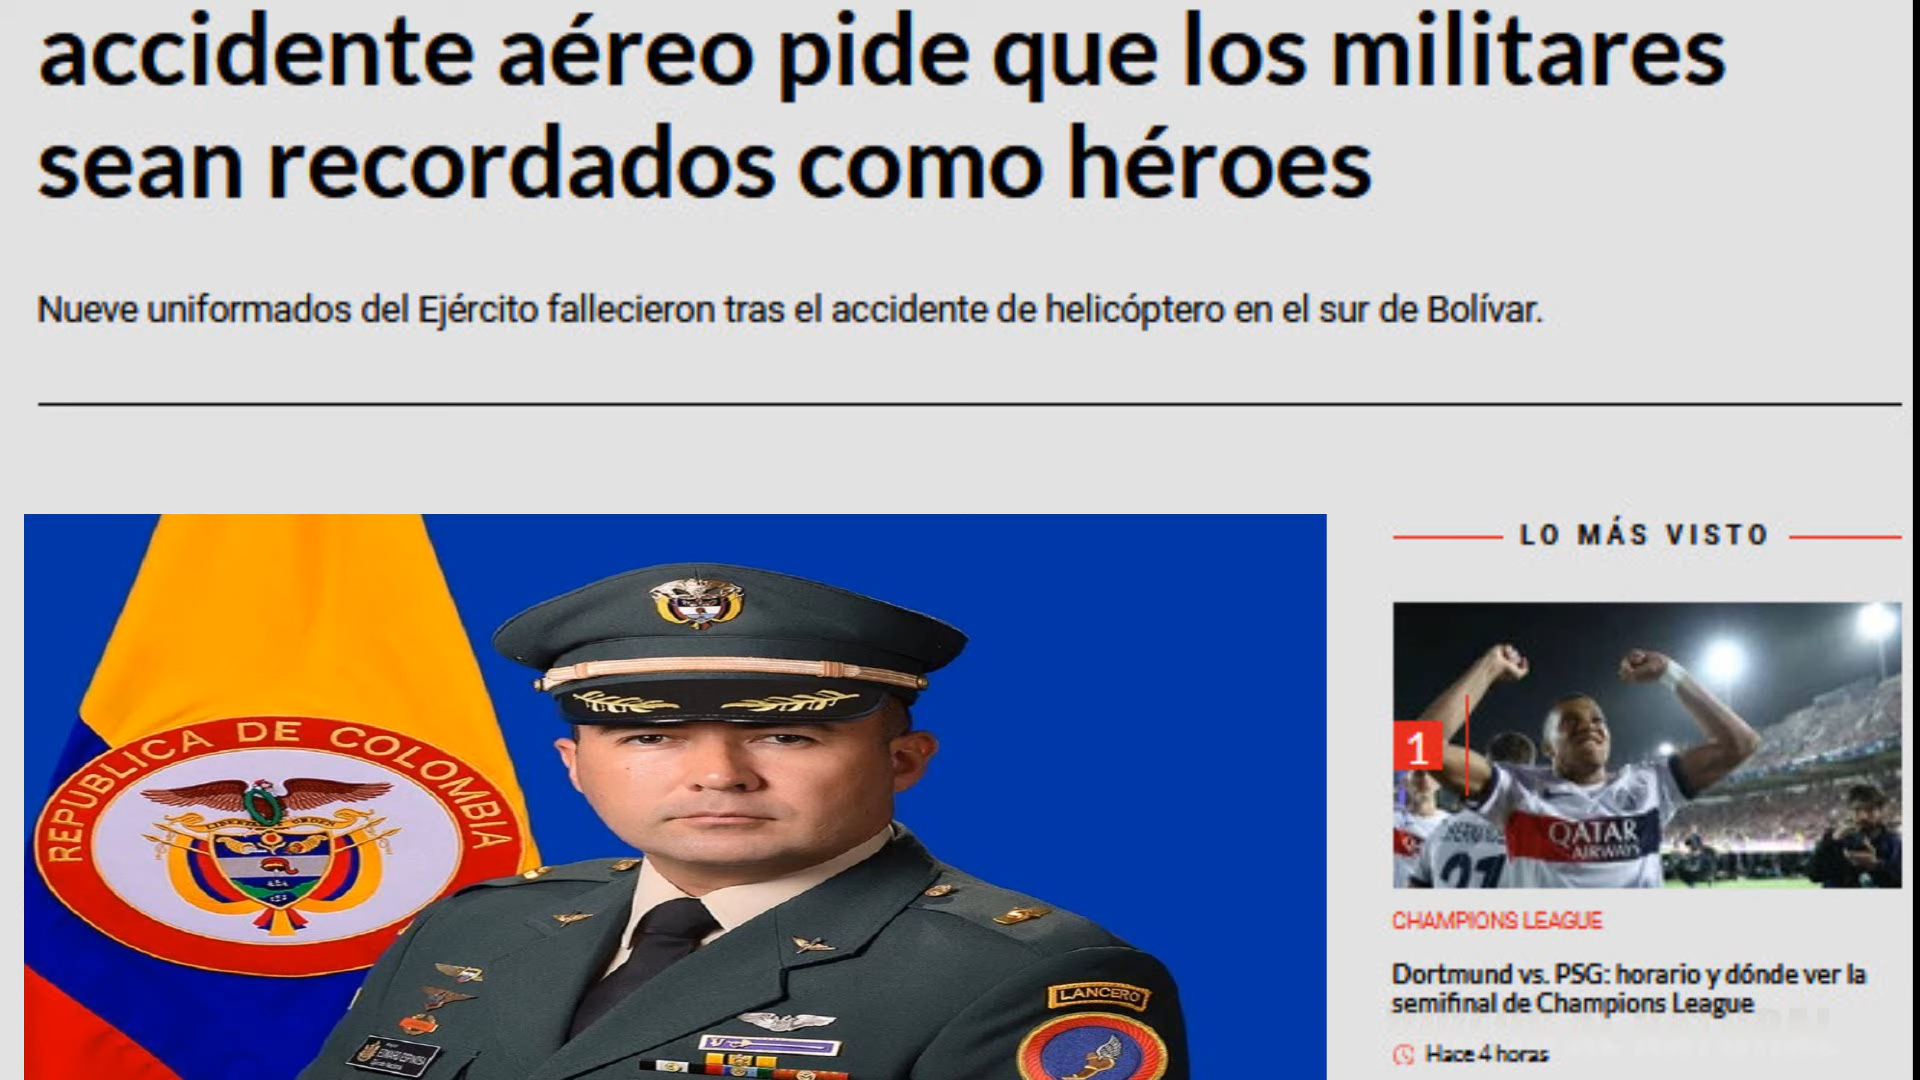 accidente aéreo pide que los militares
sean recordados como héroes
Nueve uniformados del Ejército fallecieron tras el accidente de helicóptero en el sur de Bolívar.
REPUBLICA DE COLOMBIA
LANCERO
LO MÁS VISTO
1
QATAR
AIRWAYS
21
CHAMPIONS LEAGUE
Dortmund vs. PSG: horario y dónde ver la
semifinal de Champions League
Hace 4 horas